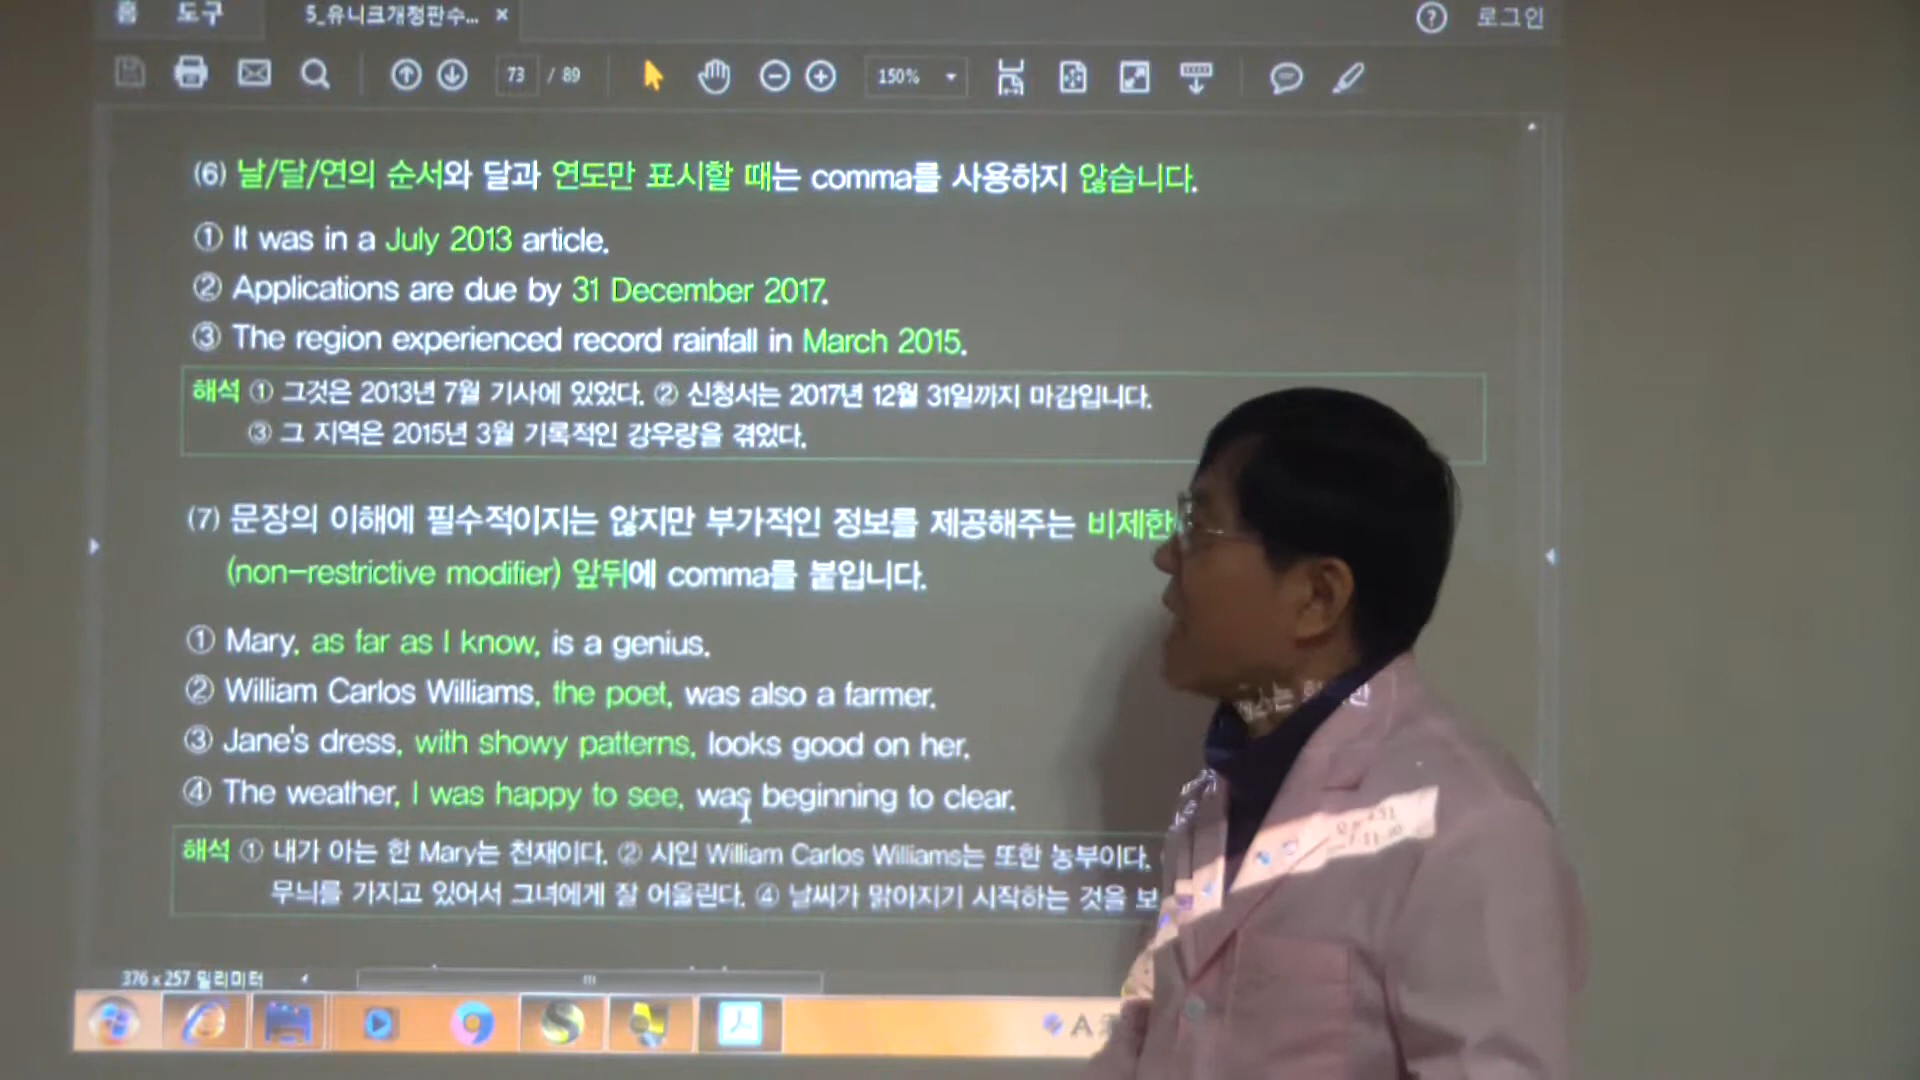 홈 도구 5_유니크개정판수... × ? 로그인
73 / 89 150%
(6) 날/달/연의 순서와 달과 연도만 표시할 때는 comma를 사용하지 않습니다.
① It was in a July 2013 article.
② Applications are due by 31 December 2017.
③ The region experienced record rainfall in March 2015.
해석 ① 그것은 2013년 7월 기사에 있었다. ② 신청서는 2017년 12월 31일까지 마감입니다.
③ 그 지역은 2015년 3월 기록적인 강우량을 겪었다.
(7) 문장의 이해에 필수적이지는 않지만 부가적인 정보를 제공해주는 비제한
(non-restrictive modifier) 앞뒤에 comma를 붙입니다.
① Mary, as far as I know, is a genius.
② William Carlos Williams, the poet, was also a farmer.
③ Jane's dress, with showy patterns, looks good on her.
④ The weather, I was happy to see, was beginning to clear.
해석 ① 내가 아는 한 Mary는 천재이다. ② 시인 William Carlos Williams는 또한 농부이다.
무늬를 가지고 있어서 그녀에게 잘 어울린다. ④ 날씨가 맑아지기 시작하는 것을 보
376 x 257 밀리미터
A